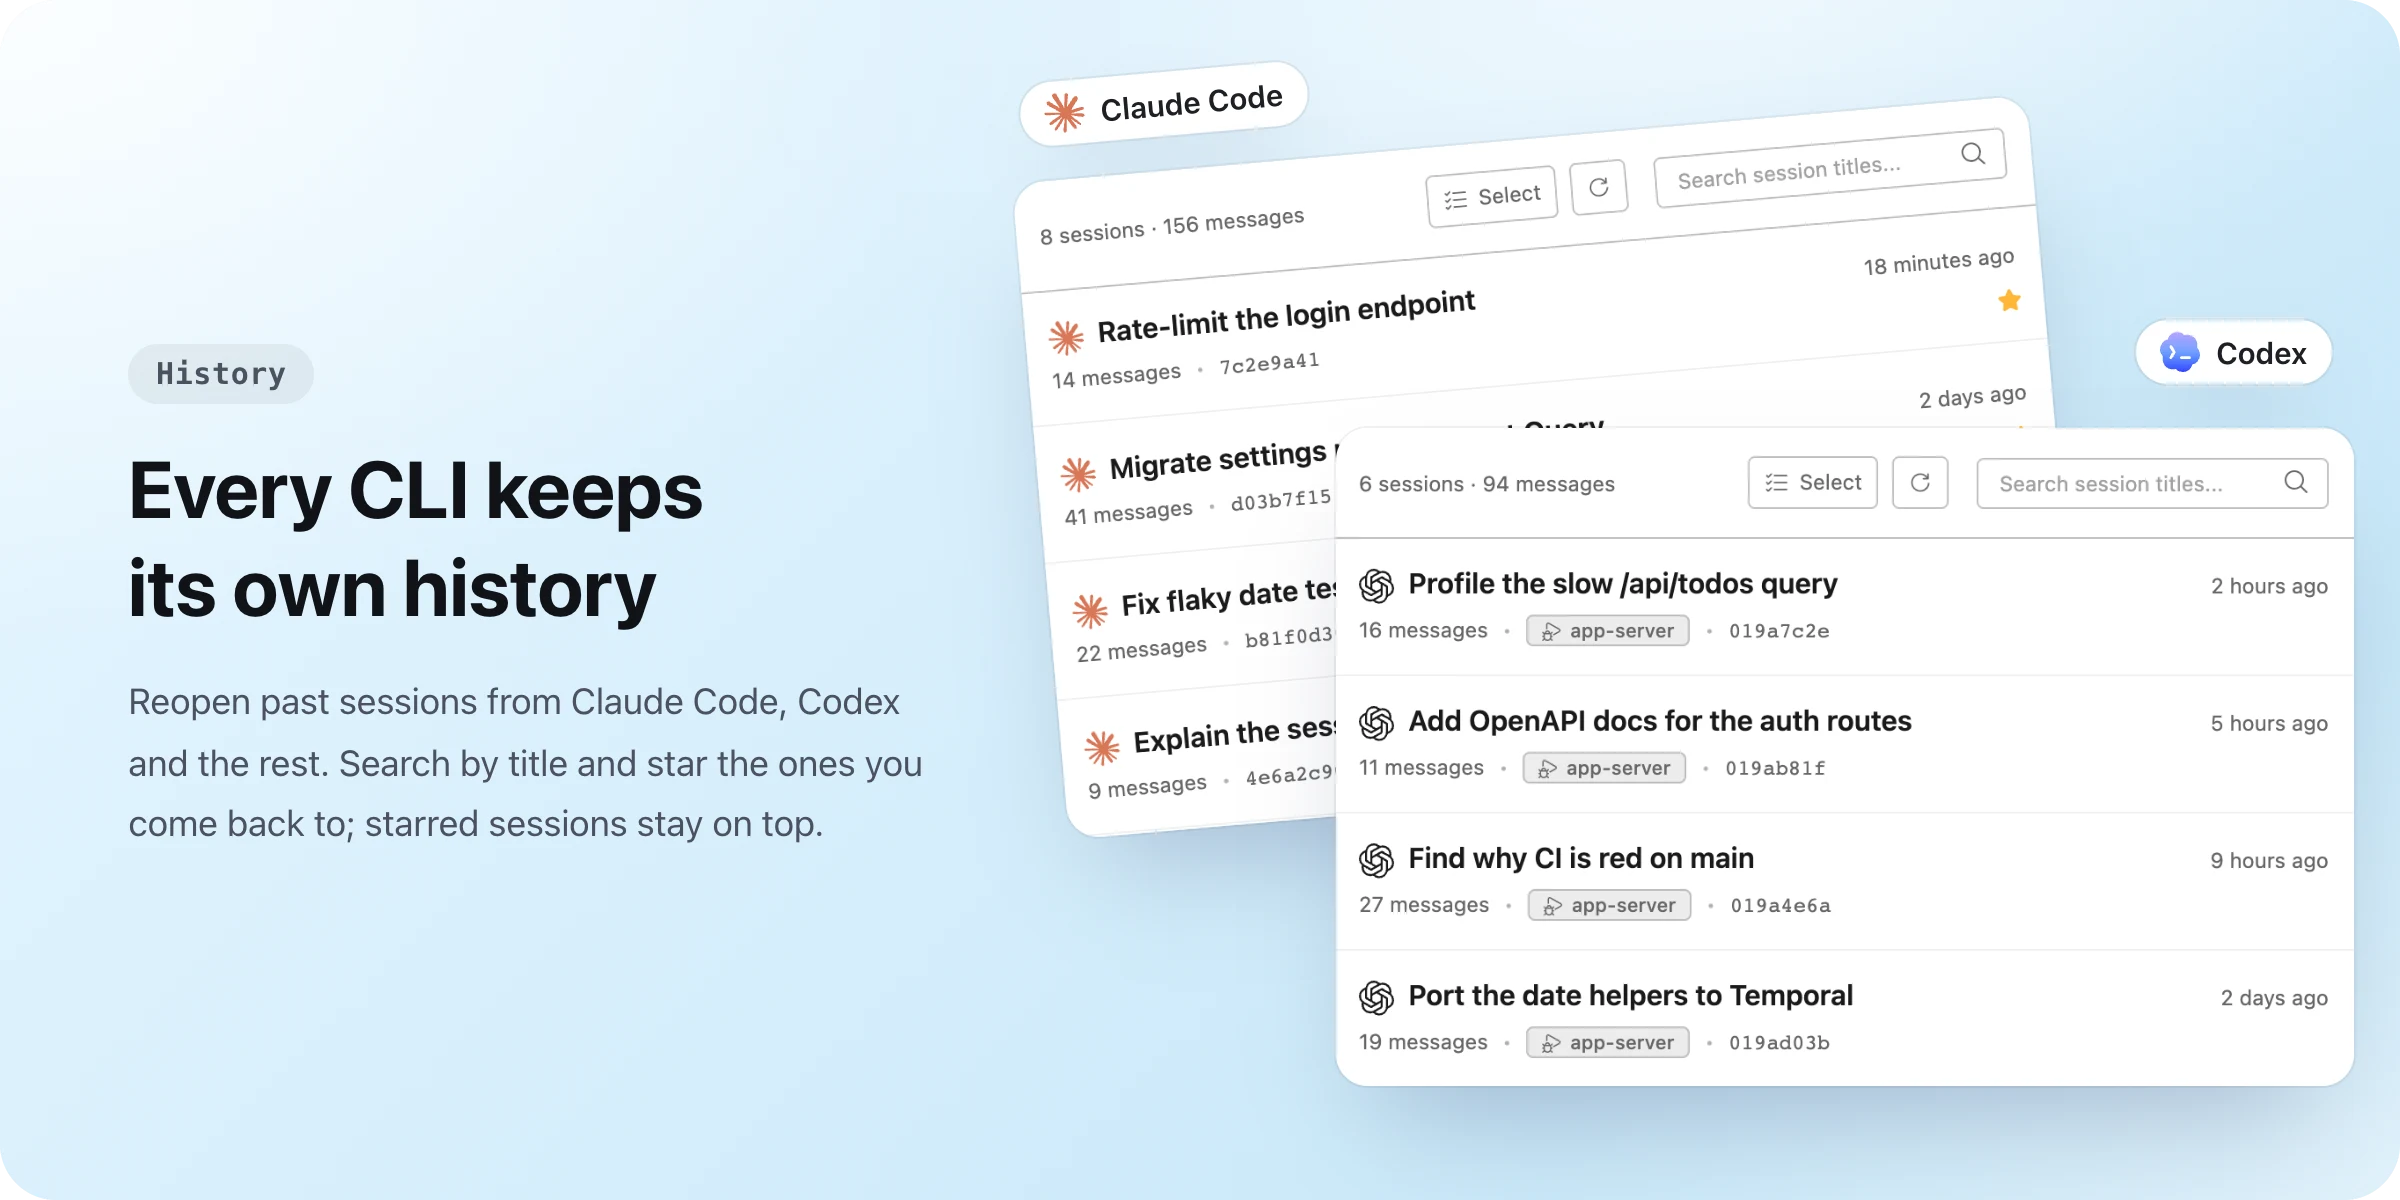 History
Every CLI keeps
its own history
Reopen past sessions from Claude Code, Codex
and the rest. Search by title and star the ones you
come back to; starred sessions stay on top.
Claude Code
8 sessions · 156 messages
Select
Search session titles...
Rate-limit the login endpoint
18 minutes ago
14 messages • 7c2e9a41
Migrate settings
Query
2 days ago
41 messages • d03b7f15
Fix flaky date
22 messages • b81f0d3
Explain the
9 messages • 4e6a2c9
Codex
6 sessions · 94 messages
Select
Search session titles...
Profile the slow /api/todos query
2 hours ago
16 messages • app-server • 019a7c2e
Add OpenAPI docs for the auth routes
5 hours ago
11 messages • app-server • 019ab81f
Find why CI is red on main
9 hours ago
27 messages • app-server • 019a4e6a
Port the date helpers to Temporal
2 days ago
19 messages • app-server • 019ad03b